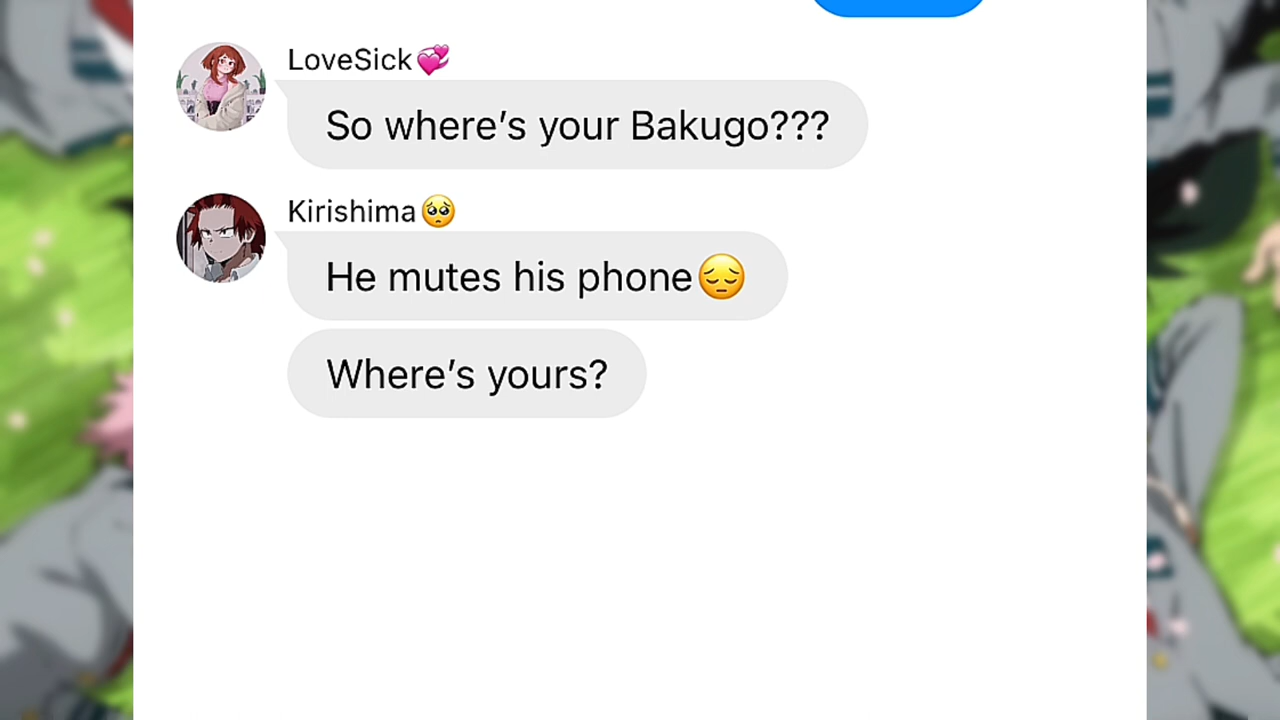 LoveSick💞
So where’s your Bakugo???
Kirishima🥺
He mutes his phone😔
Where’s yours?